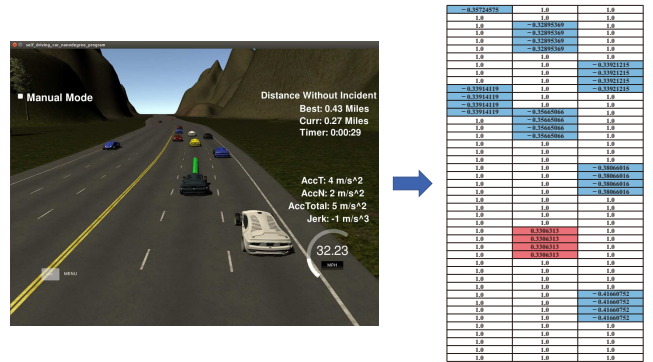 self_driving_car_nanodegree_program
Manual Mode
Distance Without Incident
Best: 0.43 Miles
Curr: 0.27 Miles
Timer: 0:00:29
AccT: 4 m/s^2
AccN: 2 m/s^2
AccTotal: 5 m/s^2
Jerk: -1 m/s^3
32.23
MPH
MENU
−0.35724575 1.0 1.0
1.0 1.0 1.0
1.0 −0.32895369 1.0
1.0 −0.32895369 1.0
1.0 −0.32895369 1.0
1.0 −0.32895369 1.0
1.0 1.0 1.0
1.0 1.0 −0.33921215
1.0 1.0 −0.33921215
1.0 1.0 −0.33921215
−0.33914119 1.0 −0.33921215
−0.33914119 1.0 1.0
−0.33914119 1.0 1.0
−0.33914119 −0.35665066 1.0
1.0 −0.35665066 1.0
1.0 −0.35665066 1.0
1.0 −0.35665066 1.0
1.0 1.0 1.0
1.0 1.0 1.0
1.0 1.0 1.0
1.0 1.0 −0.38066016
1.0 1.0 −0.38066016
1.0 1.0 −0.38066016
1.0 1.0 −0.38066016
1.0 1.0 1.0
1.0 1.0 1.0
1.0 1.0 1.0
1.0 1.0 1.0
1.0 0.3306313 1.0
1.0 0.3306313 1.0
1.0 0.3306313 1.0
1.0 0.3306313 1.0
1.0 1.0 1.0
1.0 1.0 1.0
1.0 1.0 1.0
1.0 1.0 1.0
1.0 1.0 −0.41660752
1.0 1.0 −0.41660752
1.0 1.0 −0.41660752
1.0 1.0 −0.41660752
1.0 1.0 1.0
1.0 1.0 1.0
1.0 1.0 1.0
1.0 1.0 1.0
1.0 1.0 1.0